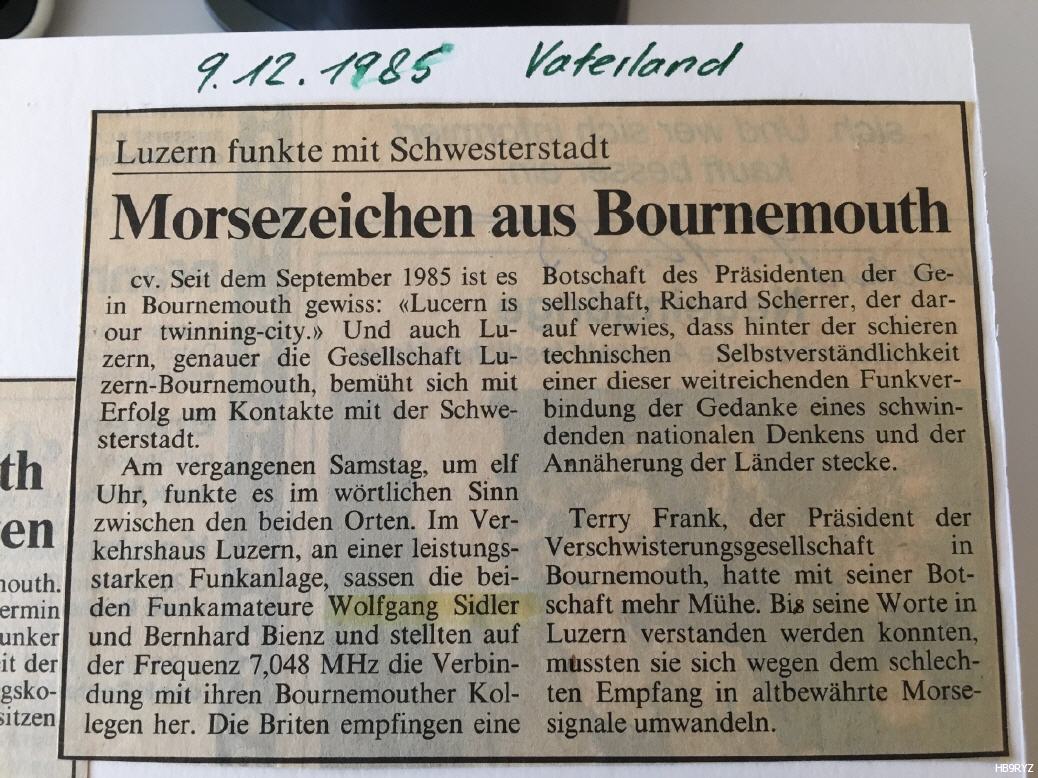 9.12.1985 Vaterland
Luzern funkte mit Schwesterstadt
Morsezeichen aus Bournemouth
cv. Seit dem September 1985 ist es
in Bournemouth gewiss: «Lucern is
our twinning-city.» Und auch Lu-
zern, genauer die Gesellschaft Lu-
zern-Bournemouth, bemüht sich mit
Erfolg um Kontakte mit der Schwe-
sterstadt.
Am vergangenen Samstag, um elf
Uhr, funkte es im wörtlichen Sinn
zwischen den beiden Orten. Im Ver-
kehrshaus Luzern, an einer leistungs-
starken Funkanlage, sassen die bei-
den Funkamateure Wolfgang Sidler
und Bernhard Bienz und stellten auf
der Frequenz 7,048 MHz die Verbin-
dung mit ihren Bournemouther Kol-
legen her. Die Briten empfingen eine
Botschaft des Präsidenten der Ge-
sellschaft, Richard Scherrer, der dar-
auf verwies, dass hinter der schieren
technischen Selbstverständlichkeit
einer dieser weitreichenden Funkver-
bindung der Gedanke eines schwin-
denden nationalen Denkens und der
Annäherung der Länder stecke.
Terry Frank, der Präsident der
Verschwisterungsgesellschaft in
Bournemouth, hatte mit seiner Bot-
schaft mehr Mühe. Bis seine Worte in
Luzern verstanden werden konnten,
mussten sie sich wegen dem schlech-
ten Empfang in altbewährte Morse-
signale umwandeln.
th
en
mouth.
ermin
unker
it der
gsko-
sitzen
HB9RYZ